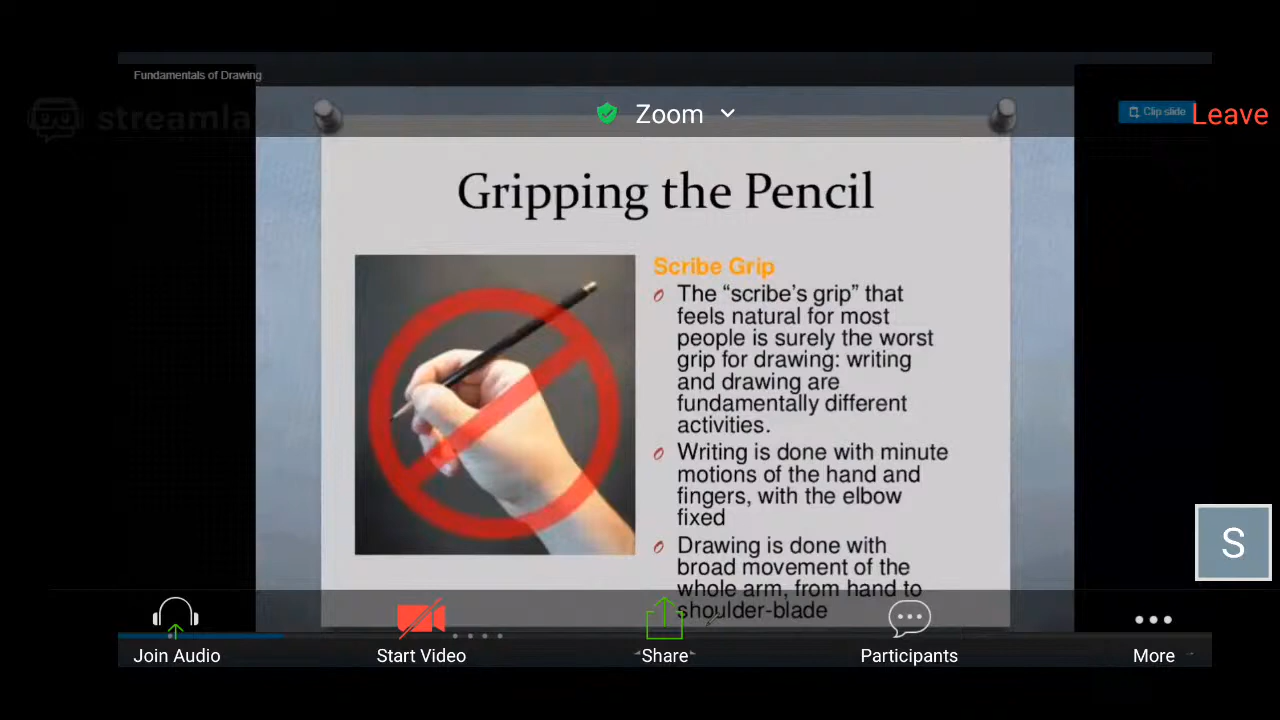 Fundamentals of Drawing
streamla
Zoom
Clip slide
Leave
Gripping the Pencil
Scribe Grip
The “scribe’s grip” that
feels natural for most
people is surely the worst
grip for drawing: writing
and drawing are
fundamentally different
activities.
Writing is done with minute
motions of the hand and
fingers, with the elbow
fixed
Drawing is done with
broad movement of the
whole arm, from hand to
shoulder-blade
S
Join Audio
Start Video
Share
Participants
More